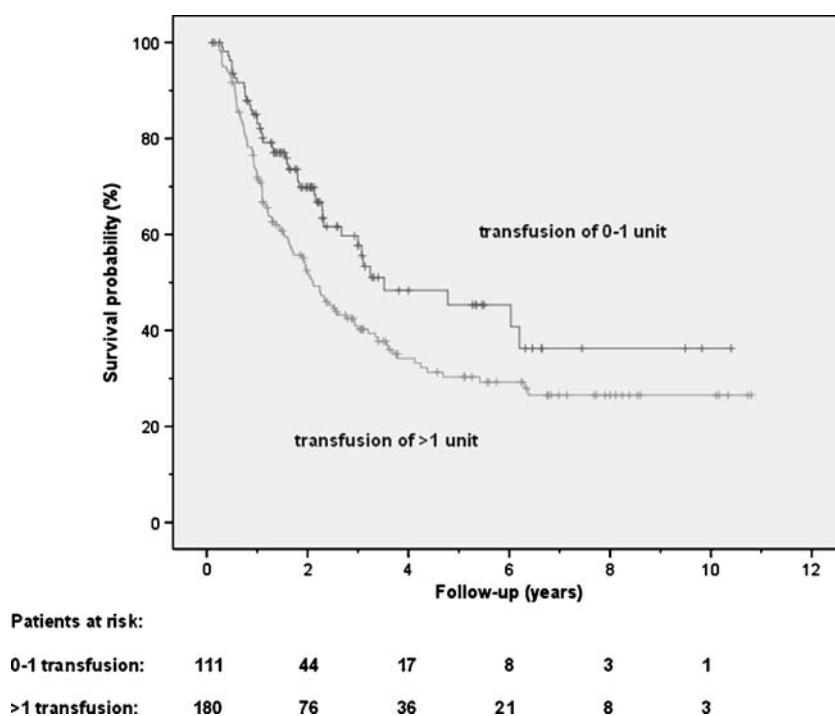 100
80
60
40
20
0
Survival probability (%)
transfusion of 0-1 unit
transfusion of >1 unit
0 2 4 6 8 10 12
Follow-up (years)
Patients at risk:
0-1 transfusion: 111 44 17 8 3 1
>1 transfusion: 180 76 36 21 8 3